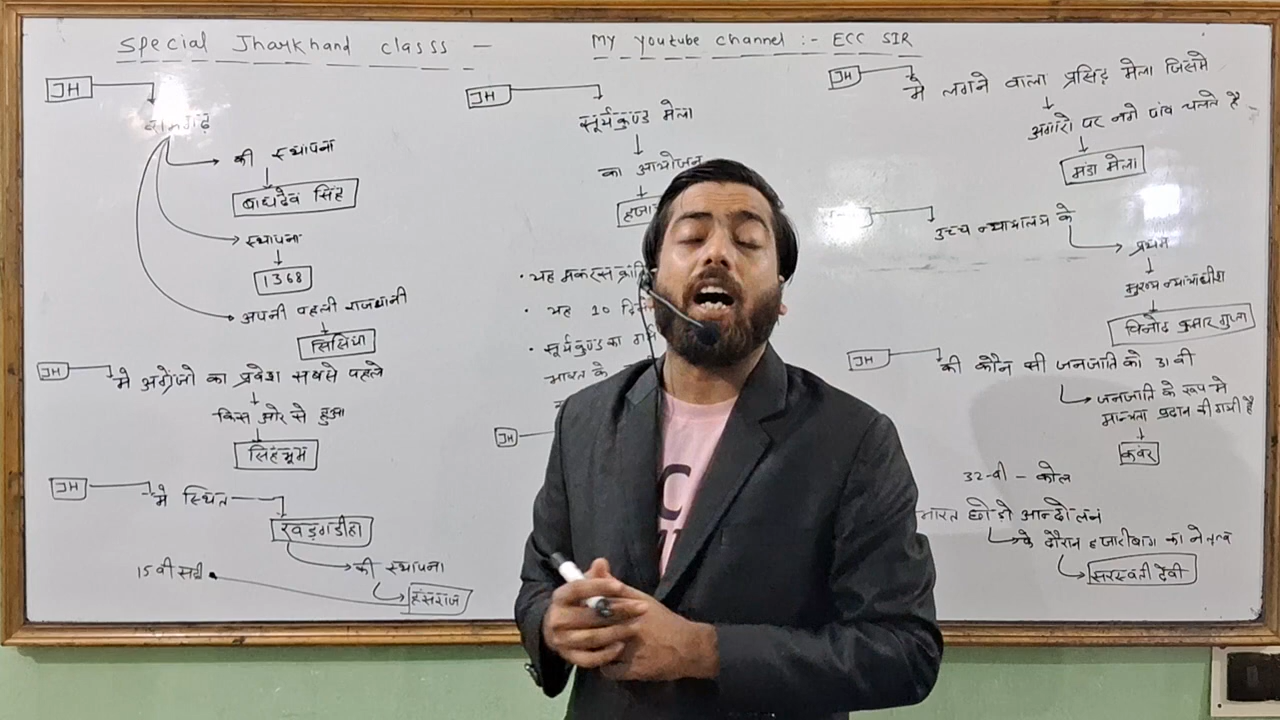 Special Jharkhand classs -
My Youtube channel :- ECC SIR
JH
रामगढ़
की स्थापना
बाघदेव सिंह
स्थापना
1368
अपनी पहली राजधानी
सिसिया
JH
मे अंग्रेजो का प्रवेश सबसे पहले
किस ओर से हुआ
सिंहभूम
JH
मे स्थित
खड़गडीहा
की स्थापना
15 वी सदी
हंसराज
JH
सूर्यकुण्ड मेला
का आयोजन
हजा
• यह मकरसंक्रांति
• यह 10 दि
• सूर्यकुण्ड का
भारत के
JH
JH
मे लगने वाला प्रसिद्ध मेला जिसमे
अंगारो पर नंगे पांव चलते है
मंडा मेला
उच्च न्यायालय के
प्रथम
मुख्य न्यायाधीश
विनोद कुमार गुप्ता
JH
की कौन सी जनजाति को 31 वी
जनजाति के रूप मे
मान्यता प्रदान की गयी है
कंवर
32-वी - कोल
भारत छोड़ो आन्दोलन
के दौरान हजारीबाग का नेतृत्व
सरस्वती देवी